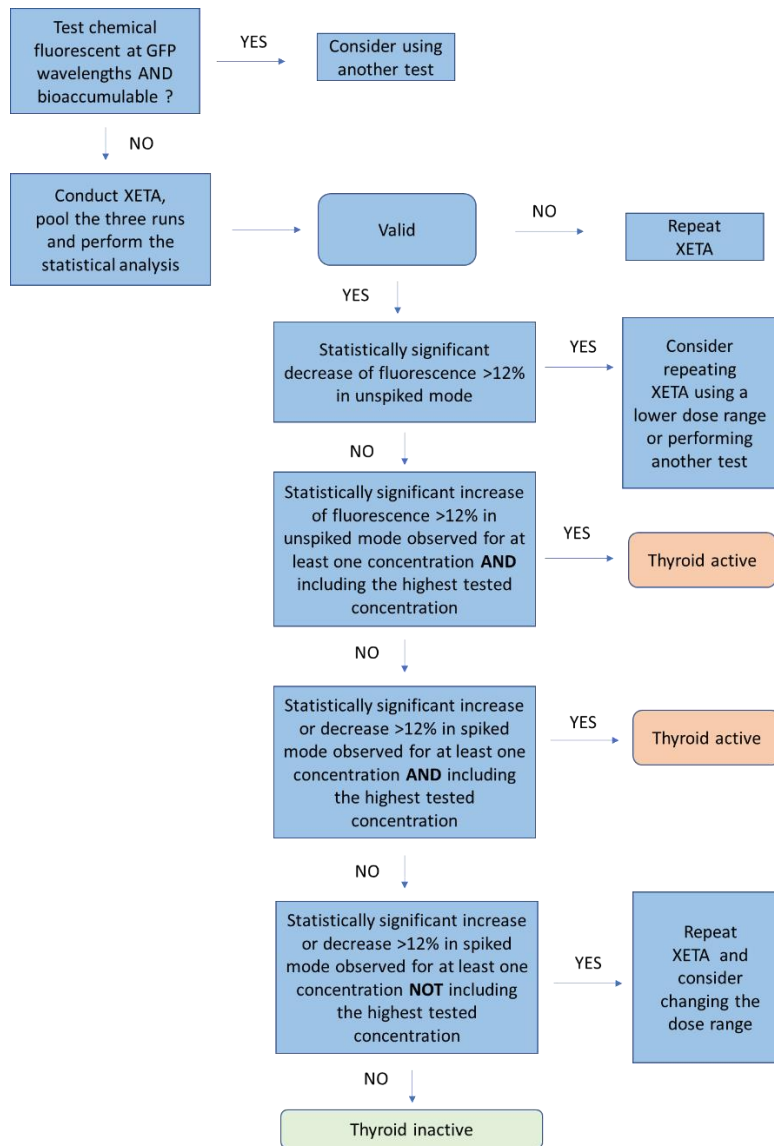 Test chemical
fluorescent at GFP
wavelengths AND
bioaccumulable ?
YES
Consider using
another test
NO
Conduct XETA,
pool the three runs
and perform the
statistical analysis
Valid
NO
Repeat
XETA
YES
Statistically significant
decrease of fluorescence >12%
in unspiked mode
YES
Consider
repeating
XETA using a
lower dose range
or performing
another test
NO
Statistically significant increase
of fluorescence >12% in
unspiked mode observed for at
least one concentration AND
including the highest tested
concentration
YES
Thyroid active
NO
Statistically significant increase
or decrease >12% in spiked
mode observed for at least one
concentration AND including
the highest tested
concentration
YES
Thyroid active
NO
Statistically significant increase
or decrease >12% in spiked
mode observed for at least one
concentration NOT including
the highest tested
concentration
YES
Repeat
XETA and
consider
changing the
dose range
NO
Thyroid inactive